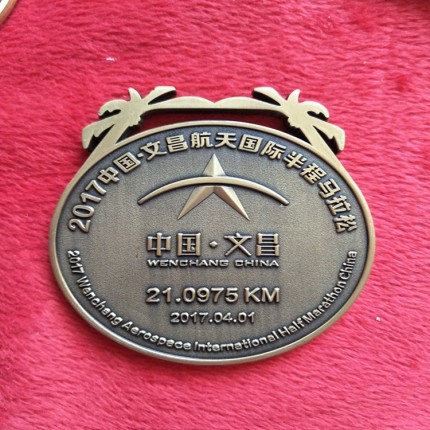 2017中国·文昌航天国际半程马拉松
中国·文昌
WENCHANG CHINA
21.0975 KM
2017.04.01
2017 Wenchang Aerospace International Half Marathon China